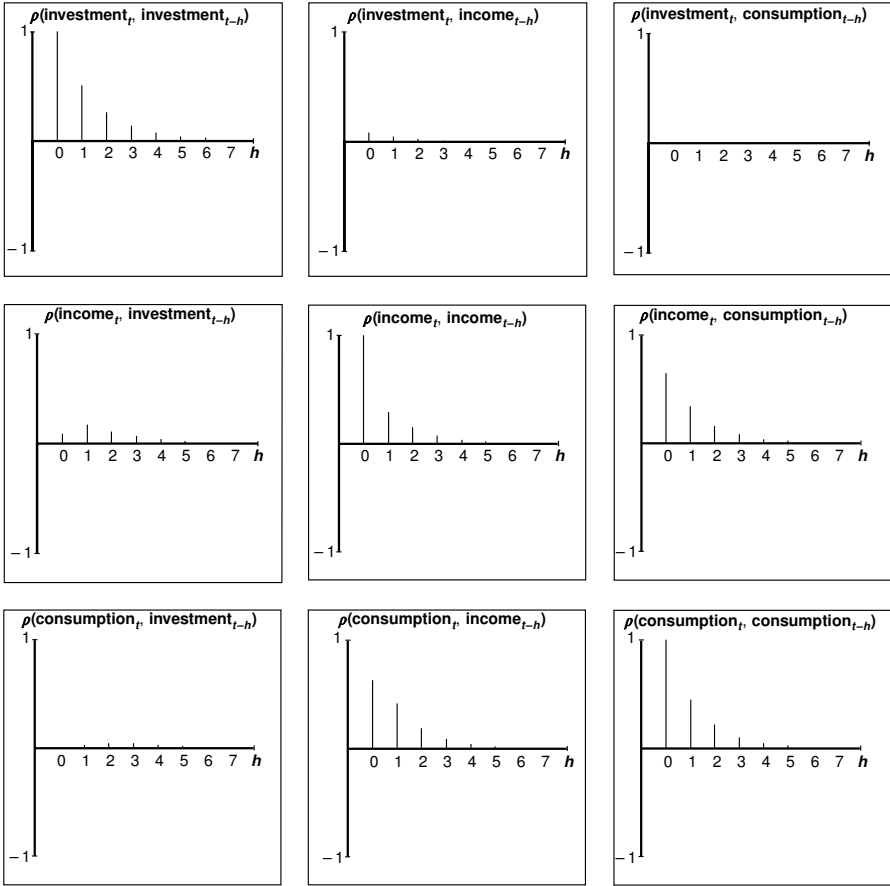 ρ(investment_t, investment_{t−h})
1
0 1 2 3 4 5 6 7 h
−1
ρ(investment_t, income_{t−h})
1
0 1 2 3 4 5 6 7 h
−1
ρ(investment_t, consumption_{t−h})
1
0 1 2 3 4 5 6 7 h
−1
ρ(income_t, investment_{t−h})
1
0 1 2 3 4 5 6 7 h
−1
ρ(income_t, income_{t−h})
1
0 1 2 3 4 5 6 7 h
−1
ρ(income_t, consumption_{t−h})
1
0 1 2 3 4 5 6 7 h
−1
ρ(consumption_t, investment_{t−h})
1
0 1 2 3 4 5 6 7 h
−1
ρ(consumption_t, income_{t−h})
1
0 1 2 3 4 5 6 7 h
−1
ρ(consumption_t, consumption_{t−h})
1
0 1 2 3 4 5 6 7 h
−1